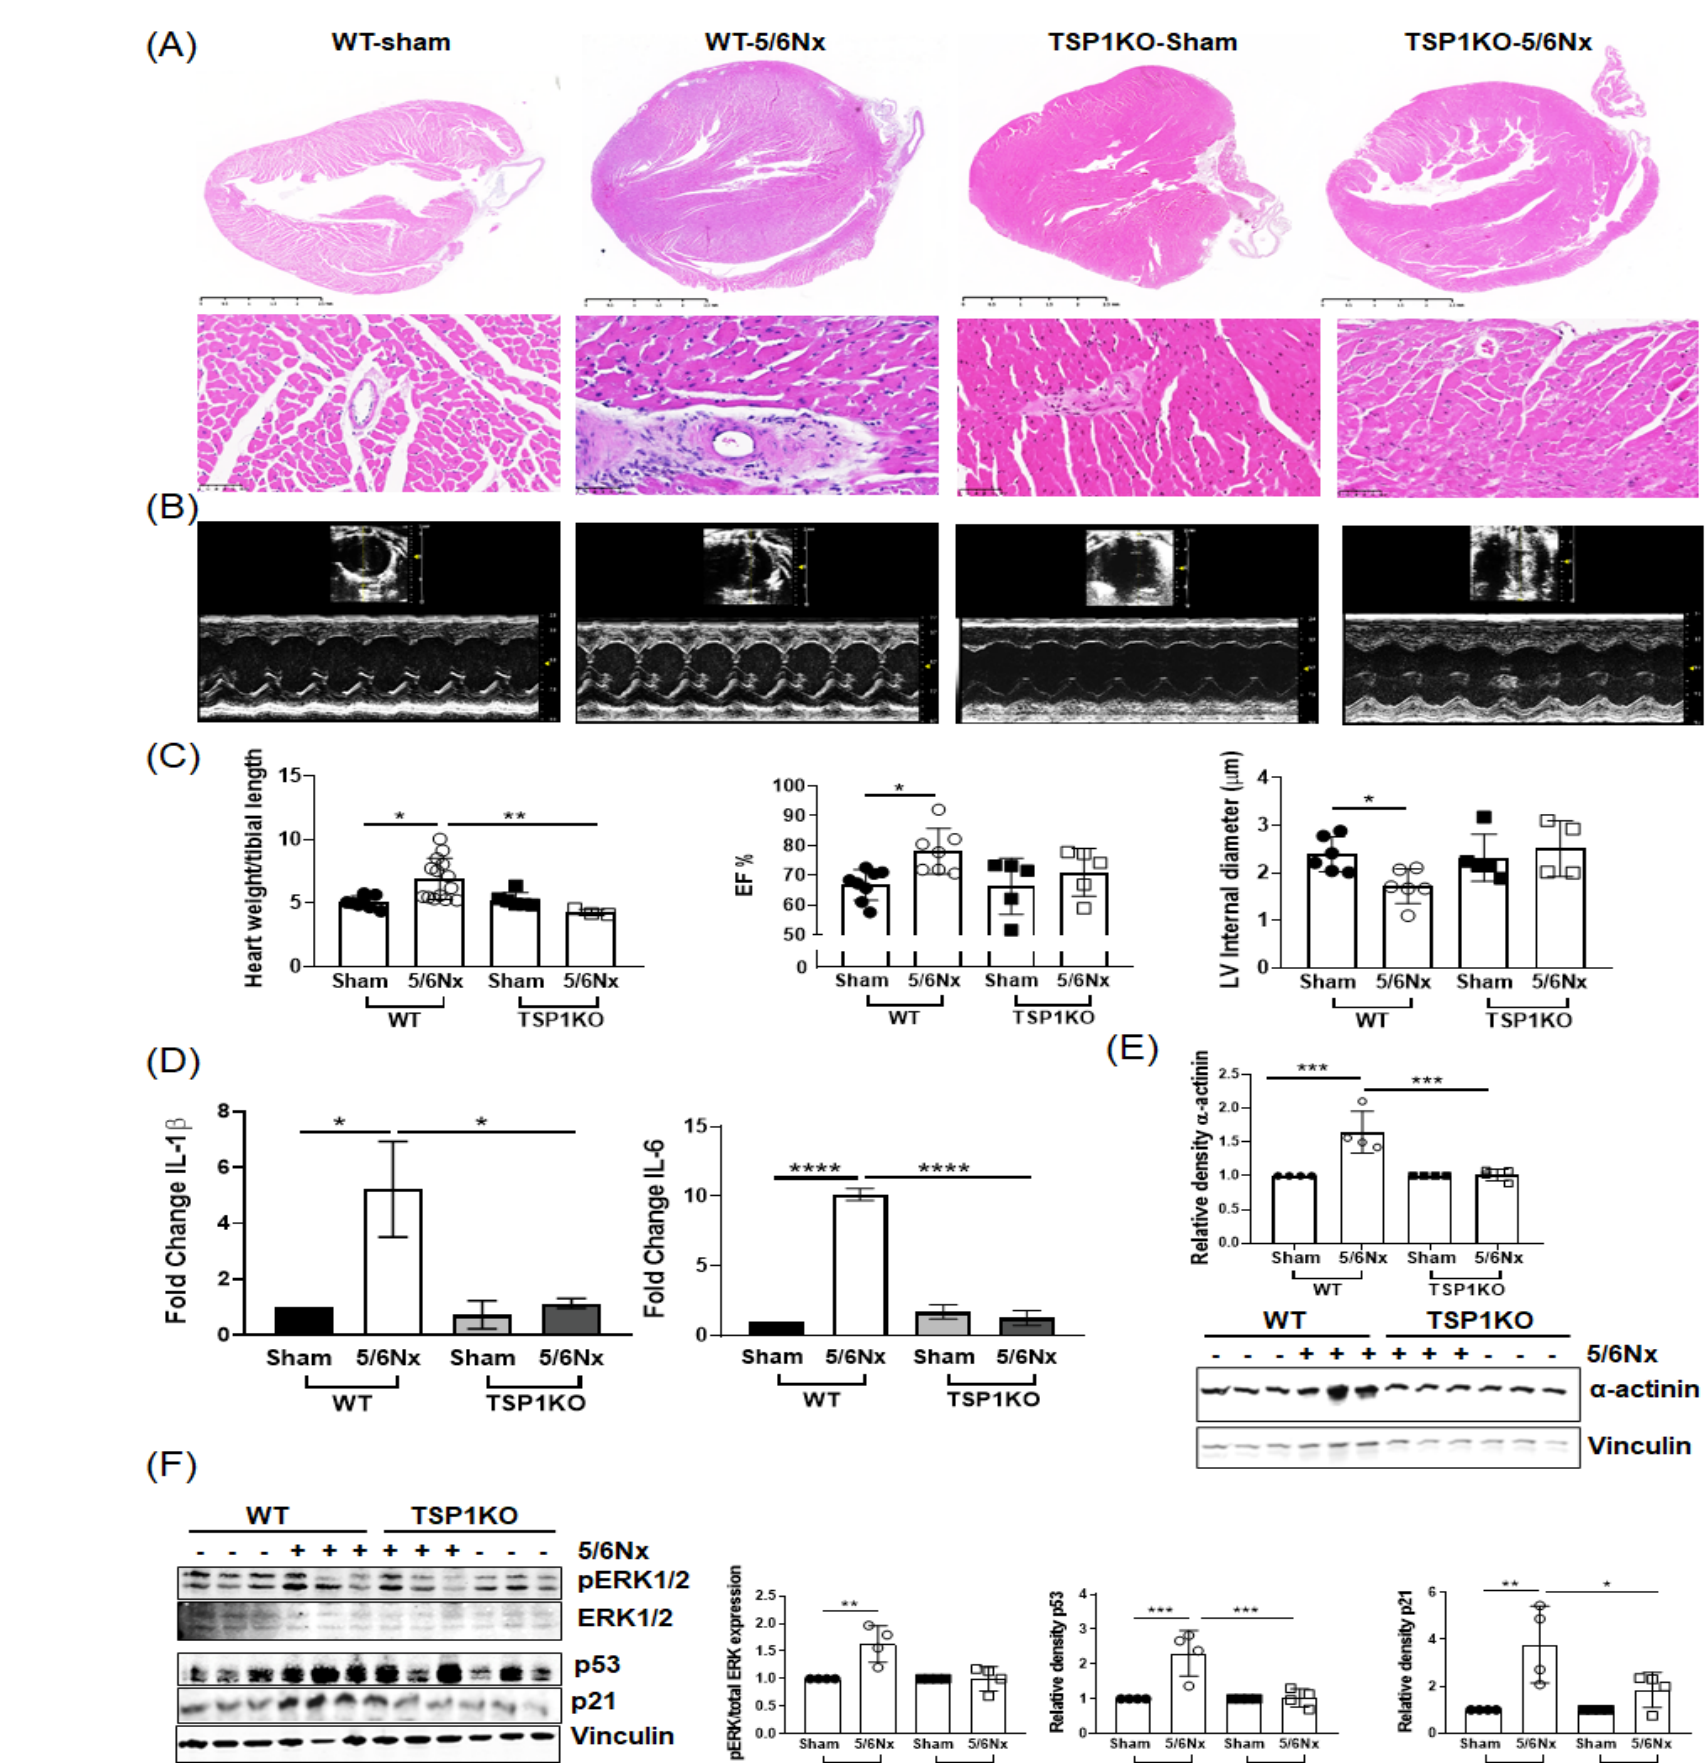 (A)
WT-sham
WT-5/6Nx
TSP1KO-Sham
TSP1KO-5/6Nx
(B)
(C)
Heart weight/tibial length
15
10
5
0
*
**
Sham
5/6Nx
Sham
5/6Nx
WT
TSP1KO
EF %
100
90
80
70
60
50
0
*
Sham
5/6Nx
Sham
5/6Nx
WT
TSP1KO
LV Internal diameter (μm)
4
3
2
1
0
*
Sham
5/6Nx
Sham
5/6Nx
WT
TSP1KO
(D)
Fold Change IL-1β
8
6
4
2
0
*
*
Sham
5/6Nx
Sham
5/6Nx
WT
TSP1KO
Fold Change IL-6
15
10
5
0
****
****
Sham
5/6Nx
Sham
5/6Nx
WT
TSP1KO
(E)
Relative density α-actinin
2.5
2.0
1.5
1.0
0.5
0.0
***
***
Sham
5/6Nx
Sham
5/6Nx
WT
TSP1KO
WT
TSP1KO
- - - + + + + + + - - -
5/6Nx
α-actinin
Vinculin
(F)
WT
TSP1KO
- - - + + + + + + - - -
5/6Nx
pERK1/2
ERK1/2
p53
p21
Vinculin
pERK/total ERK expression
2.5
2.0
1.5
1.0
0.5
0.0
**
Sham
5/6Nx
Sham
5/6Nx
Relative density p53
4
3
2
1
0
***
***
Sham
5/6Nx
Sham
5/6Nx
Relative density p21
6
4
2
0
**
*
Sham
5/6Nx
Sham
5/6Nx